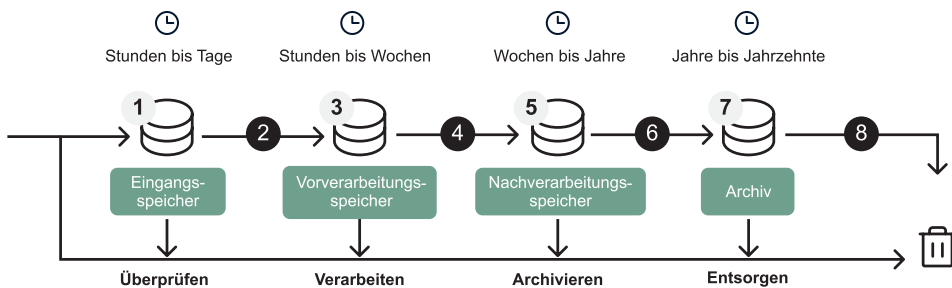 Stunden bis Tage
Stunden bis Wochen
Wochen bis Jahre
Jahre bis Jahrzehnte
1
2
3
4
5
6
7
8
Eingangs-
speicher
Vorverarbeitungs-
speicher
Nachverarbeitungs-
speicher
Archiv
Überprüfen
Verarbeiten
Archivieren
Entsorgen